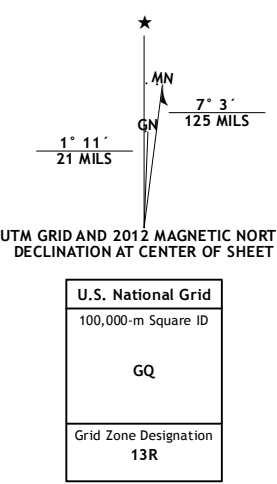 MN
GN
7° 3´
125 MILS
1° 11´
21 MILS
UTM GRID AND 2012 MAGNETIC NORT
DECLINATION AT CENTER OF SHEET
U.S. National Grid
100,000-m Square ID
GQ
Grid Zone Designation
13R